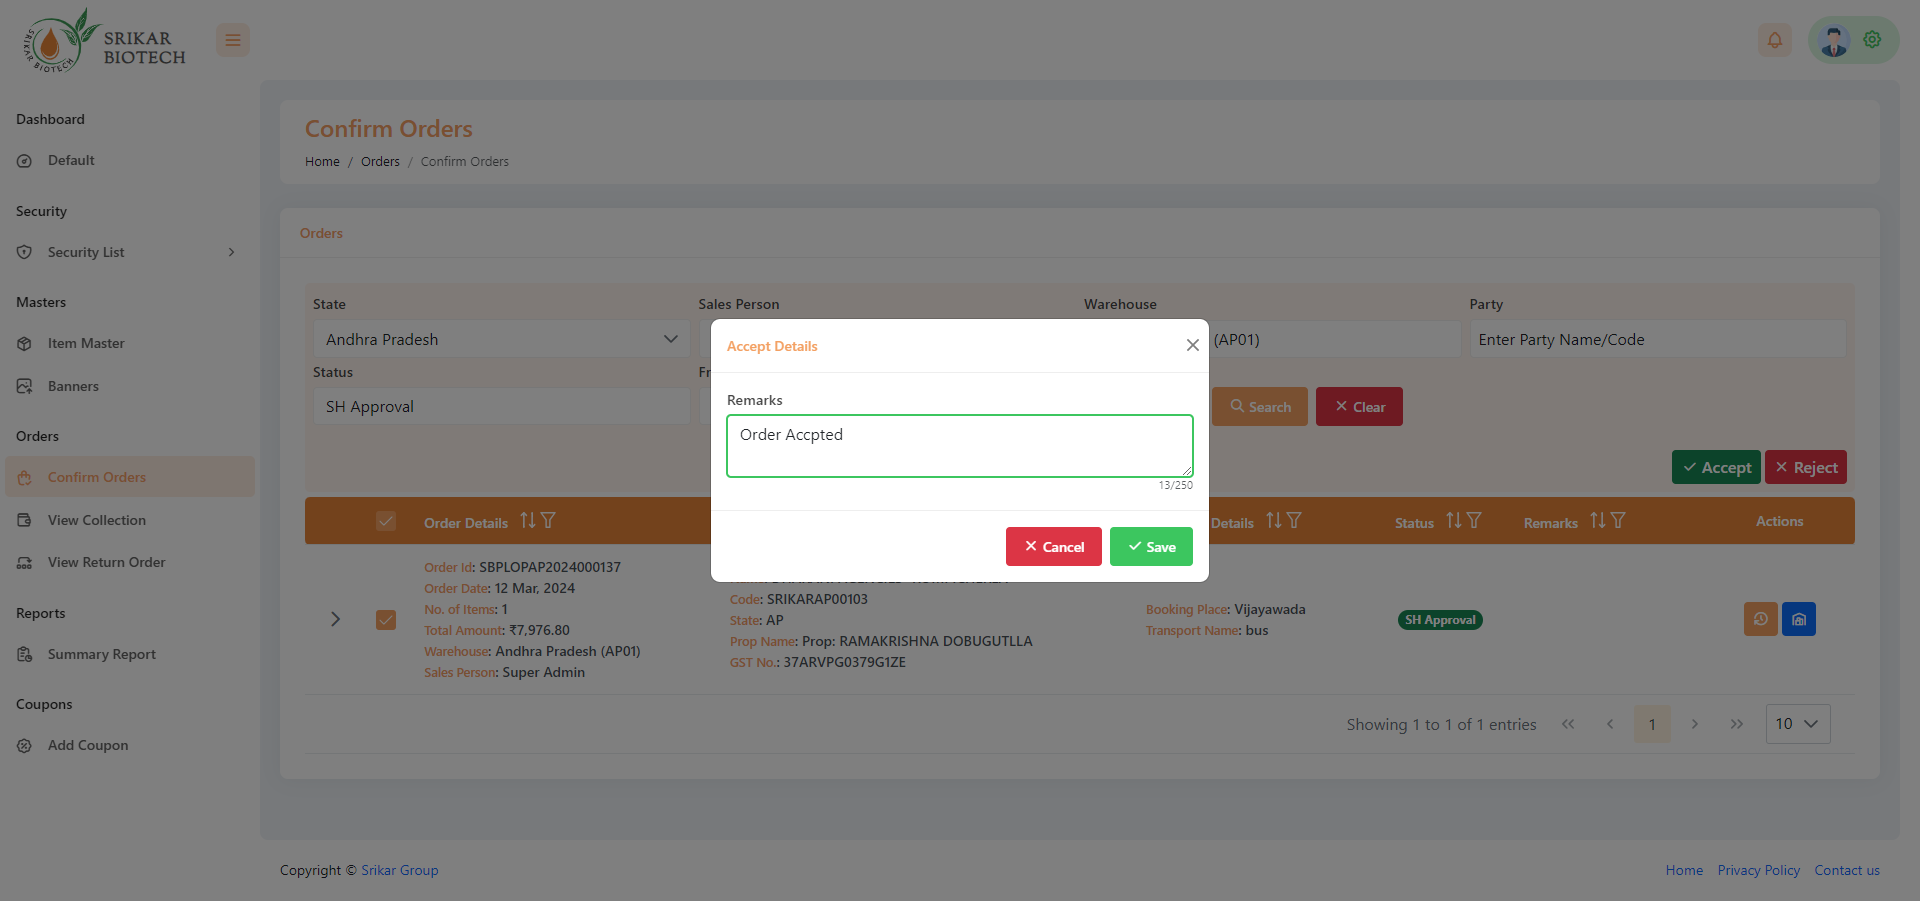 SRIKAR BIOTECH
SRIKAR
BIOTECH
Dashboard
Default
Security
Security List
Masters
Item Master
Banners
Orders
Confirm Orders
View Collection
View Return Order
Reports
Summary Report
Coupons
Add Coupon
Confirm Orders
Home / Orders / Confirm Orders
Orders
State
Sales Person
Warehouse
Party
Andhra Pradesh
(AP01)
Enter Party Name/Code
Status
Fr
SH Approval
Search
Clear
Accept
Reject
Order Details
Details
Status
Remarks
Actions
Order Id: SBPLOPAP2024000137
Order Date: 12 Mar, 2024
No. of Items: 1
Total Amount: ₹7,976.80
Warehouse: Andhra Pradesh (AP01)
Sales Person: Super Admin
Code: SRIKARAP00103
State: AP
Prop Name: Prop: RAMAKRISHNA DOBUGUTLLA
GST No.: 37ARVPG0379G1ZE
Booking Place: Vijayawada
Transport Name: bus
SH Approval
Showing 1 to 1 of 1 entries
1
10
Accept Details
Remarks
Order Accpted
13/250
Cancel
Save
Copyright © Srikar Group
Home
Privacy Policy
Contact us